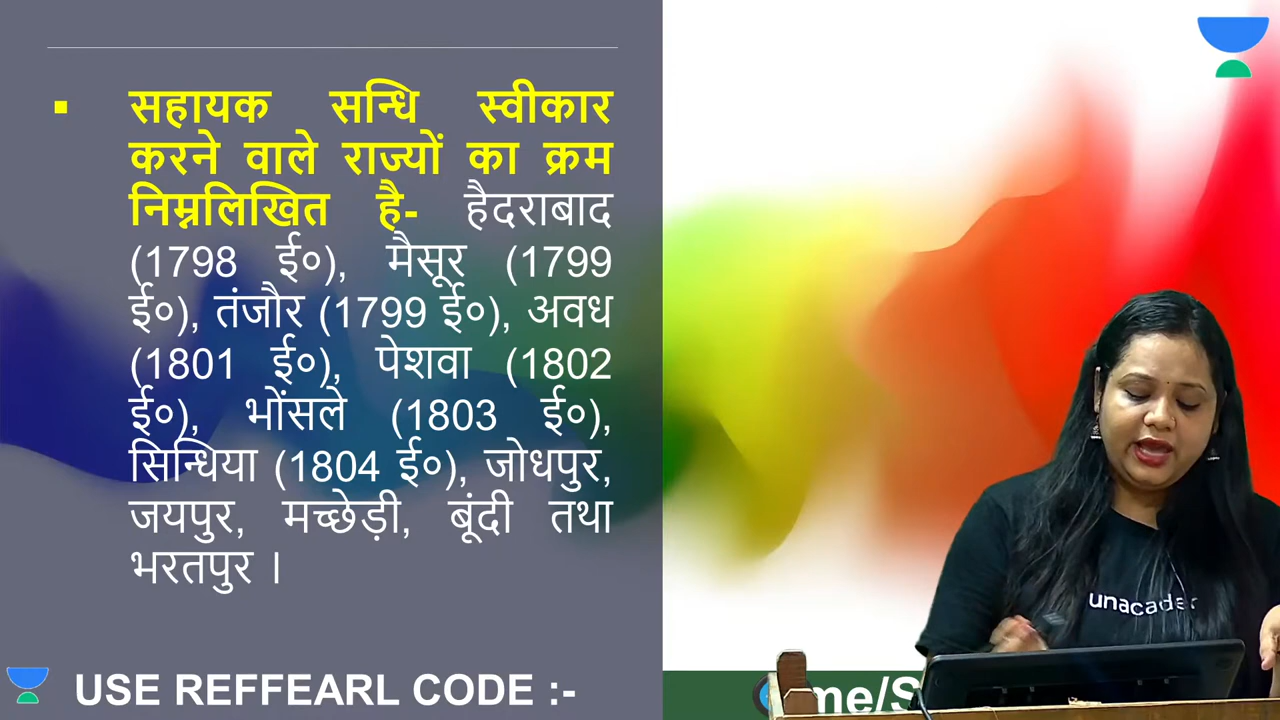 ▪ सहायक सन्धि स्वीकार
करने वाले राज्यों का क्रम
निम्नलिखित है- हैदराबाद
(1798 ई०), मैसूर (1799
ई०), तंजौर (1799 ई०), अवध
(1801 ई०), पेशवा (1802
ई०), भोंसले (1803 ई०),
सिन्धिया (1804 ई०), जोधपुर,
जयपुर, मच्छेड़ी, बूंदी तथा
भरतपुर ।
USE REFFEARL CODE :-
me/S